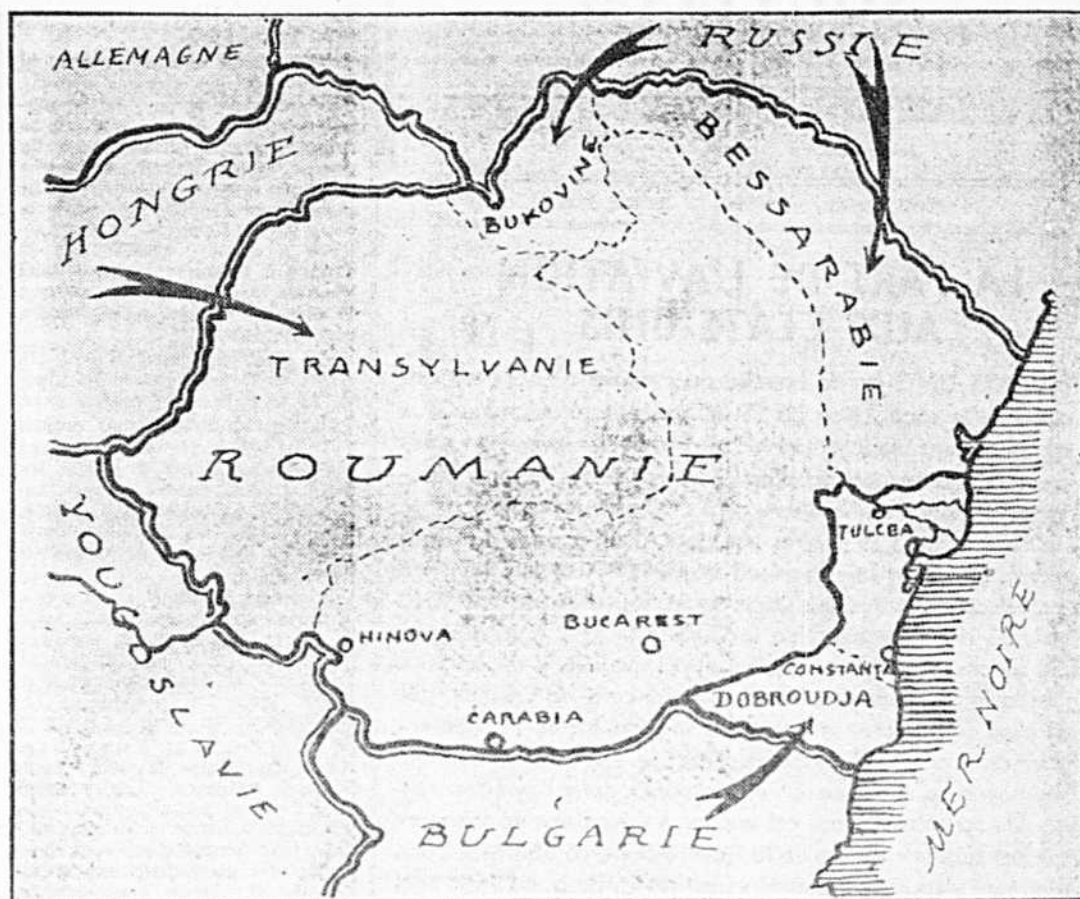 ALLEMAGNE
RUSSIE
HONGRIE
BUKOVINE
BESSARABIE
TRANSYLVANIE
ROUMANIE
YOUGOSLAVIE
TULCEA
HINOVA
BUCAREST
CONSTANTA
DOBROUDJA
CARABIA
BULGARIE
MER NOIRE